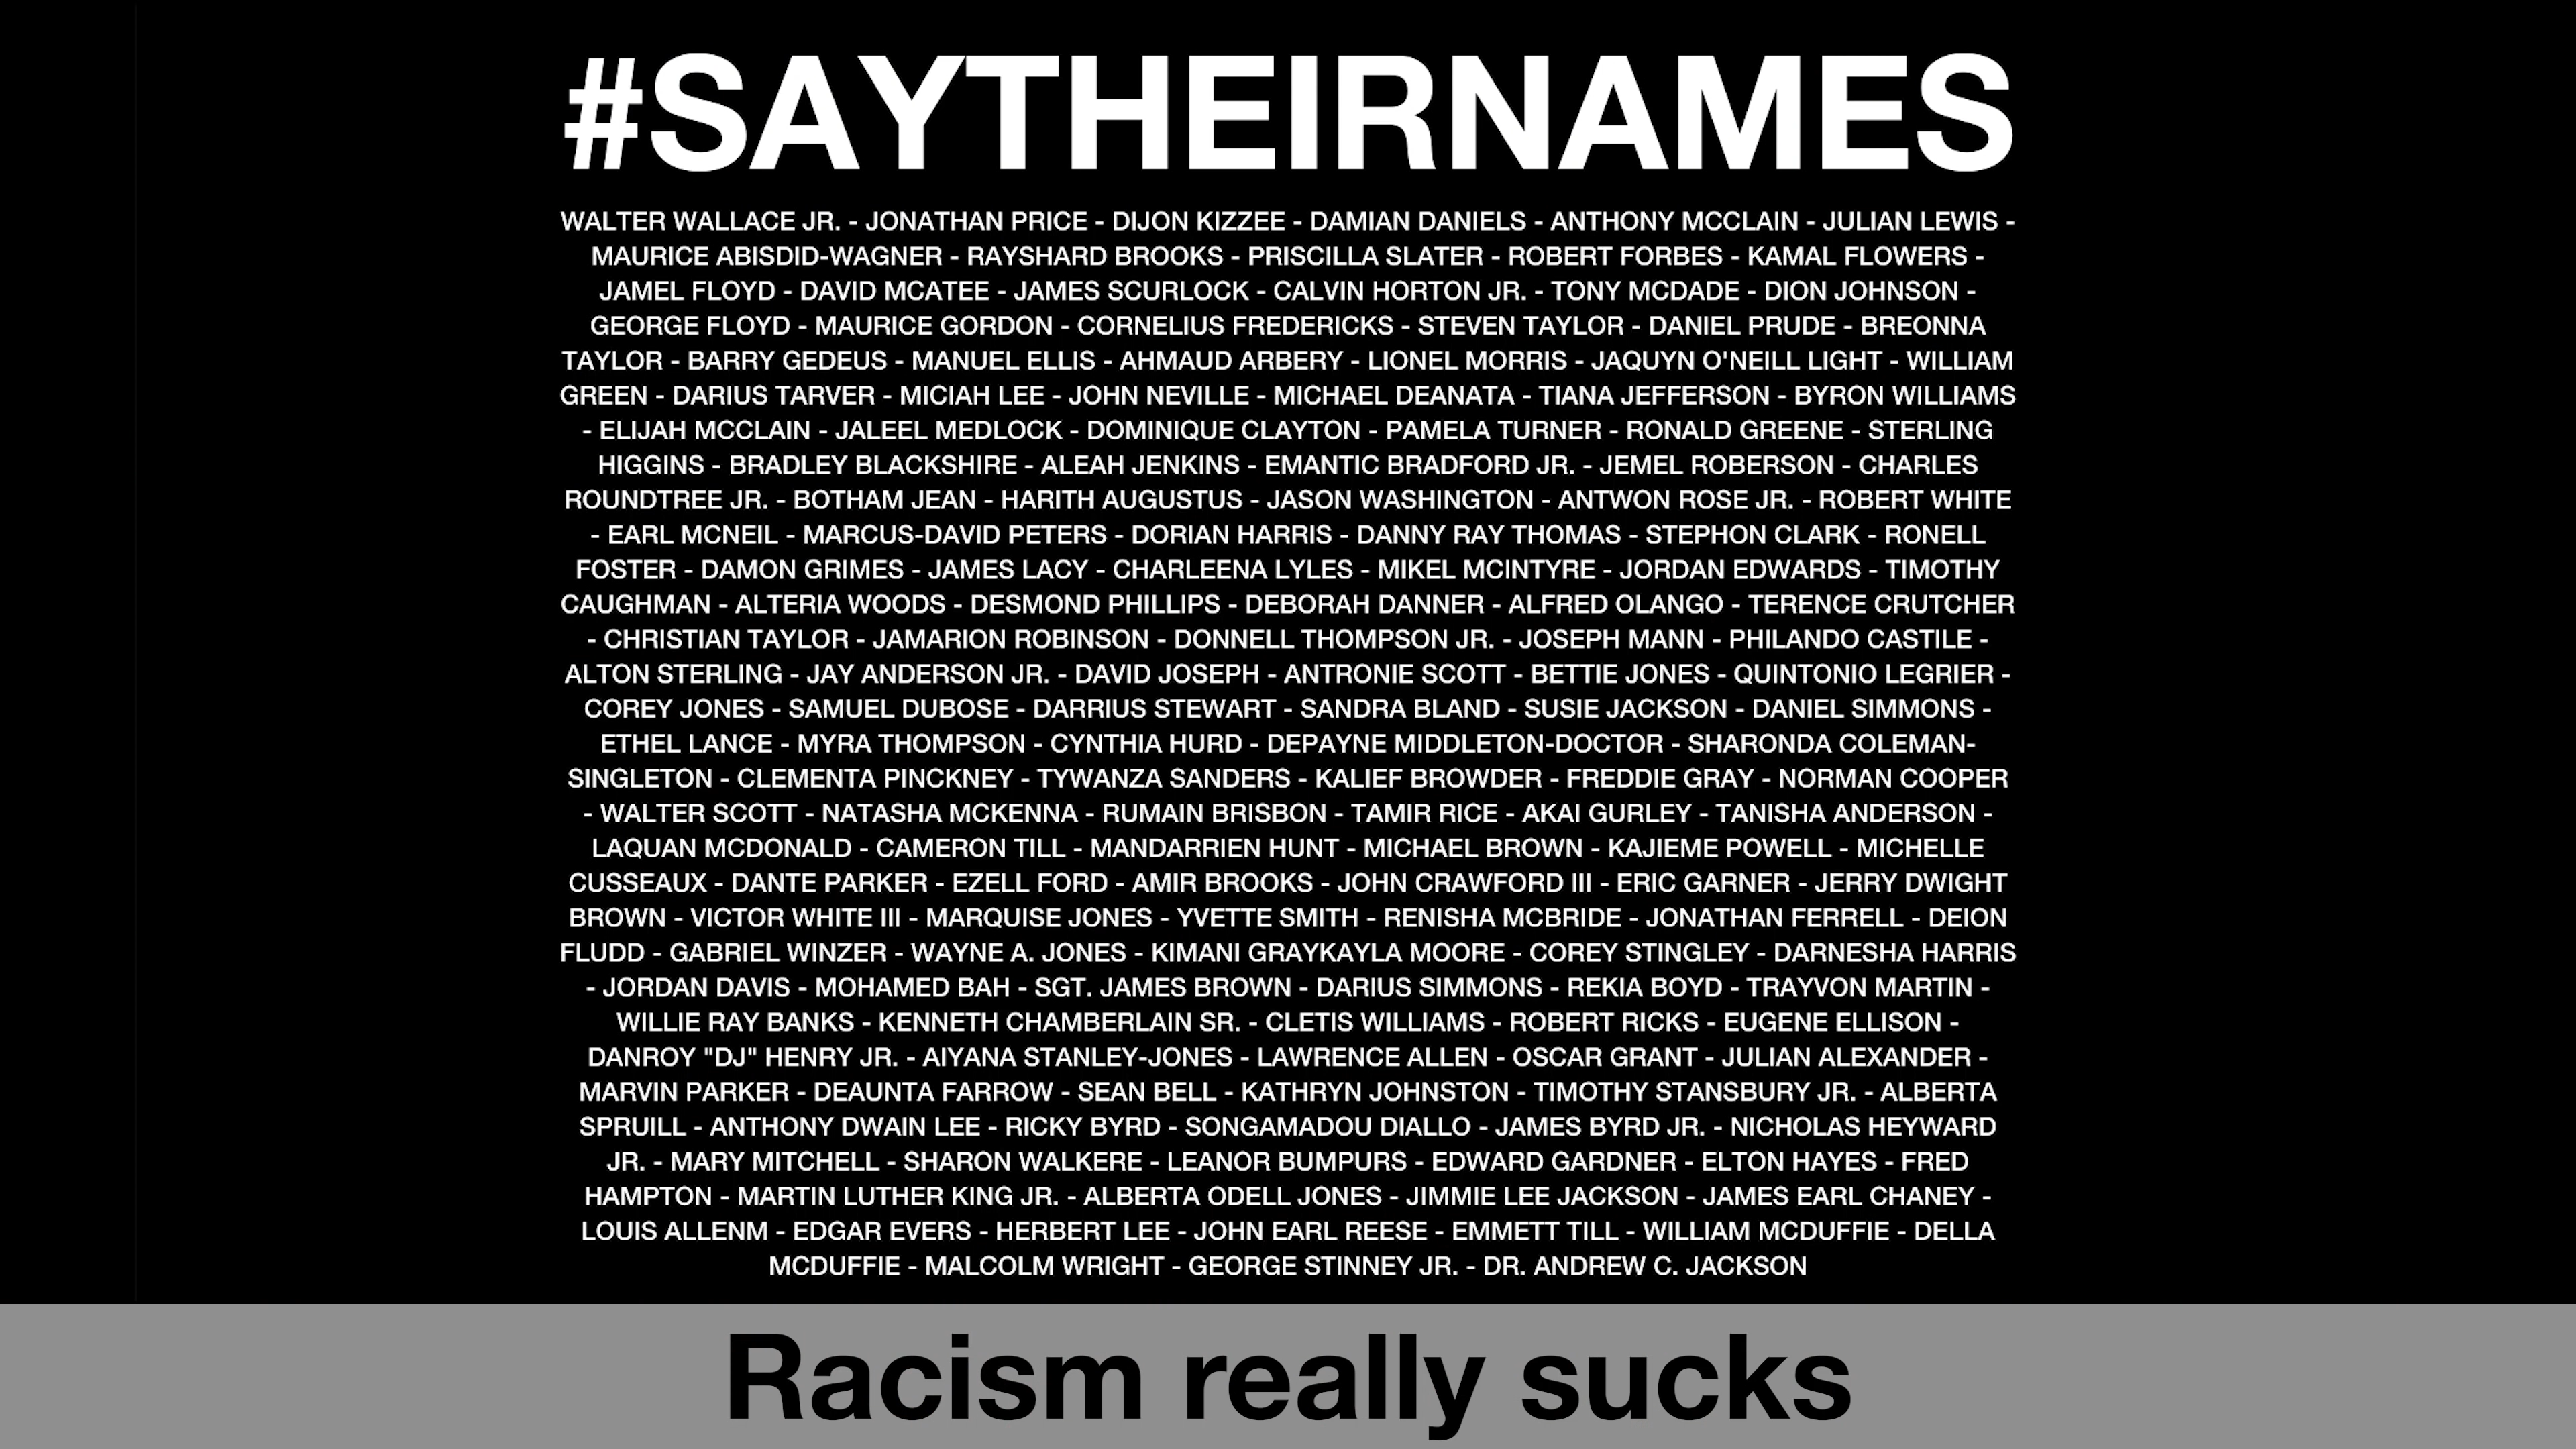 #SAYTHEIRNAMES
WALTER WALLACE JR. - JONATHAN PRICE - DIJON KIZZEE - DAMIAN DANIELS - ANTHONY MCCLAIN - JULIAN LEWIS -
MAURICE ABISDID-WAGNER - RAYSHARD BROOKS - PRISCILLA SLATER - ROBERT FORBES - KAMAL FLOWERS -
JAMEL FLOYD - DAVID MCATEE - JAMES SCURLOCK - CALVIN HORTON JR. - TONY MCDADE - DION JOHNSON -
GEORGE FLOYD - MAURICE GORDON - CORNELIUS FREDERICKS - STEVEN TAYLOR - DANIEL PRUDE - BREONNA
TAYLOR - BARRY GEDEUS - MANUEL ELLIS - AHMAUD ARBERY - LIONEL MORRIS - JAQUYN O'NEILL LIGHT - WILLIAM
GREEN - DARIUS TARVER - MICIAH LEE - JOHN NEVILLE - MICHAEL DEANATA - TIANA JEFFERSON - BYRON WILLIAMS
- ELIJAH MCCLAIN - JALEEL MEDLOCK - DOMINIQUE CLAYTON - PAMELA TURNER - RONALD GREENE - STERLING
HIGGINS - BRADLEY BLACKSHIRE - ALEAH JENKINS - EMANTIC BRADFORD JR. - JEMEL ROBERSON - CHARLES
ROUNDTREE JR. - BOTHAM JEAN - HARITH AUGUSTUS - JASON WASHINGTON - ANTWON ROSE JR. - ROBERT WHITE
- EARL MCNEIL - MARCUS-DAVID PETERS - DORIAN HARRIS - DANNY RAY THOMAS - STEPHON CLARK - RONELL
FOSTER - DAMON GRIMES - JAMES LACY - CHARLEENA LYLES - MIKEL MCINTYRE - JORDAN EDWARDS - TIMOTHY
CAUGHMAN - ALTERIA WOODS - DESMOND PHILLIPS - DEBORAH DANNER - ALFRED OLANGO - TERENCE CRUTCHER
- CHRISTIAN TAYLOR - JAMARION ROBINSON - DONNELL THOMPSON JR. - JOSEPH MANN - PHILANDO CASTILE -
ALTON STERLING - JAY ANDERSON JR. - DAVID JOSEPH - ANTRONIE SCOTT - BETTIE JONES - QUINTONIO LEGRIER -
COREY JONES - SAMUEL DUBOSE - DARRIUS STEWART - SANDRA BLAND - SUSIE JACKSON - DANIEL SIMMONS -
ETHEL LANCE - MYRA THOMPSON - CYNTHIA HURD - DEPAYNE MIDDLETON-DOCTOR - SHARONDA COLEMAN-
SINGLETON - CLEMENTA PINCKNEY - TYWANZA SANDERS - KALIEF BROWDER - FREDDIE GRAY - NORMAN COOPER
- WALTER SCOTT - NATASHA MCKENNA - RUMAIN BRISBON - TAMIR RICE - AKAI GURLEY - TANISHA ANDERSON -
LAQUAN MCDONALD - CAMERON TILL - MANDARRIEN HUNT - MICHAEL BROWN - KAJIEME POWELL - MICHELLE
CUSSEAUX - DANTE PARKER - EZELL FORD - AMIR BROOKS - JOHN CRAWFORD III - ERIC GARNER - JERRY DWIGHT
BROWN - VICTOR WHITE III - MARQUISE JONES - YVETTE SMITH - RENISHA MCBRIDE - JONATHAN FERRELL - DEION
FLUDD - GABRIEL WINZER - WAYNE A. JONES - KIMANI GRAYKAYLA MOORE - COREY STINGLEY - DARNESHA HARRIS
- JORDAN DAVIS - MOHAMED BAH - SGT. JAMES BROWN - DARIUS SIMMONS - REKIA BOYD - TRAYVON MARTIN -
WILLIE RAY BANKS - KENNETH CHAMBERLAIN SR. - CLETIS WILLIAMS - ROBERT RICKS - EUGENE ELLISON -
DANROY "DJ" HENRY JR. - AIYANA STANLEY-JONES - LAWRENCE ALLEN - OSCAR GRANT - JULIAN ALEXANDER -
MARVIN PARKER - DEAUNTA FARROW - SEAN BELL - KATHRYN JOHNSTON - TIMOTHY STANSBURY JR. - ALBERTA
SPRUILL - ANTHONY DWAIN LEE - RICKY BYRD - SONGAMADOU DIALLO - JAMES BYRD JR. - NICHOLAS HEYWARD
JR. - MARY MITCHELL - SHARON WALKERE - LEANOR BUMPURS - EDWARD GARDNER - ELTON HAYES - FRED
HAMPTON - MARTIN LUTHER KING JR. - ALBERTA ODELL JONES - JIMMIE LEE JACKSON - JAMES EARL CHANEY -
LOUIS ALLENM - EDGAR EVERS - HERBERT LEE - JOHN EARL REESE - EMMETT TILL - WILLIAM MCDUFFIE - DELLA
MCDUFFIE - MALCOLM WRIGHT - GEORGE STINNEY JR. - DR. ANDREW C. JACKSON
Racism really sucks